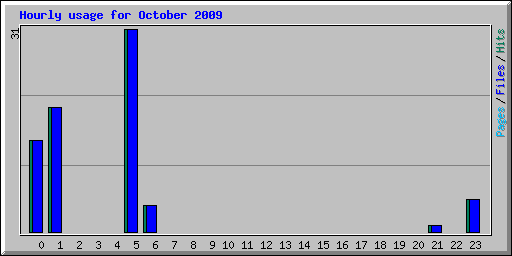 Hourly usage for October 2009
31
Pages/Files/Hits
0 1 2 3 4 5 6 7 8 9 10 11 12 13 14 15 16 17 18 19 20 21 22 23